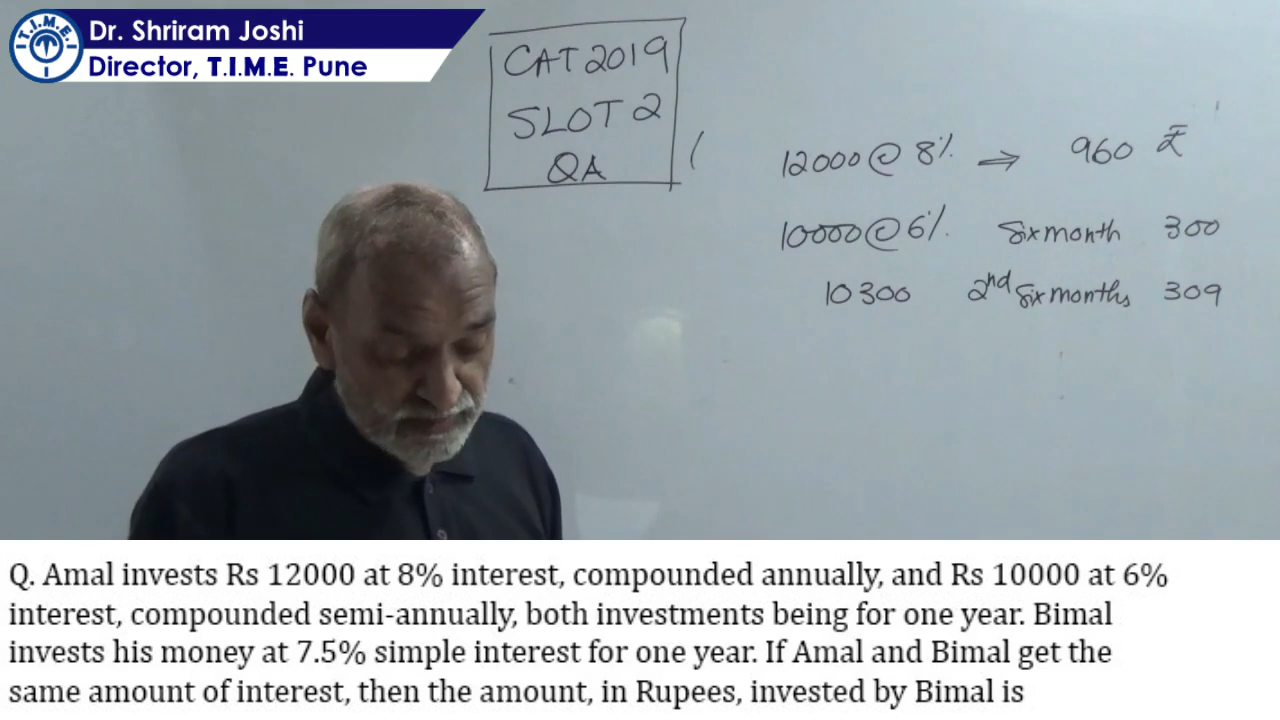 T.I.M.E.
Dr. Shriram Joshi
Director, T.I.M.E. Pune
CAT 2019
SLOT 2
QA
12000 @ 8% ⇒ 960 ₹
10000 @ 6% Six month 300
10300 2nd Six months 309
Q. Amal invests Rs 12000 at 8% interest, compounded annually, and Rs 10000 at 6%
interest, compounded semi-annually, both investments being for one year. Bimal
invests his money at 7.5% simple interest for one year. If Amal and Bimal get the
same amount of interest, then the amount, in Rupees, invested by Bimal is